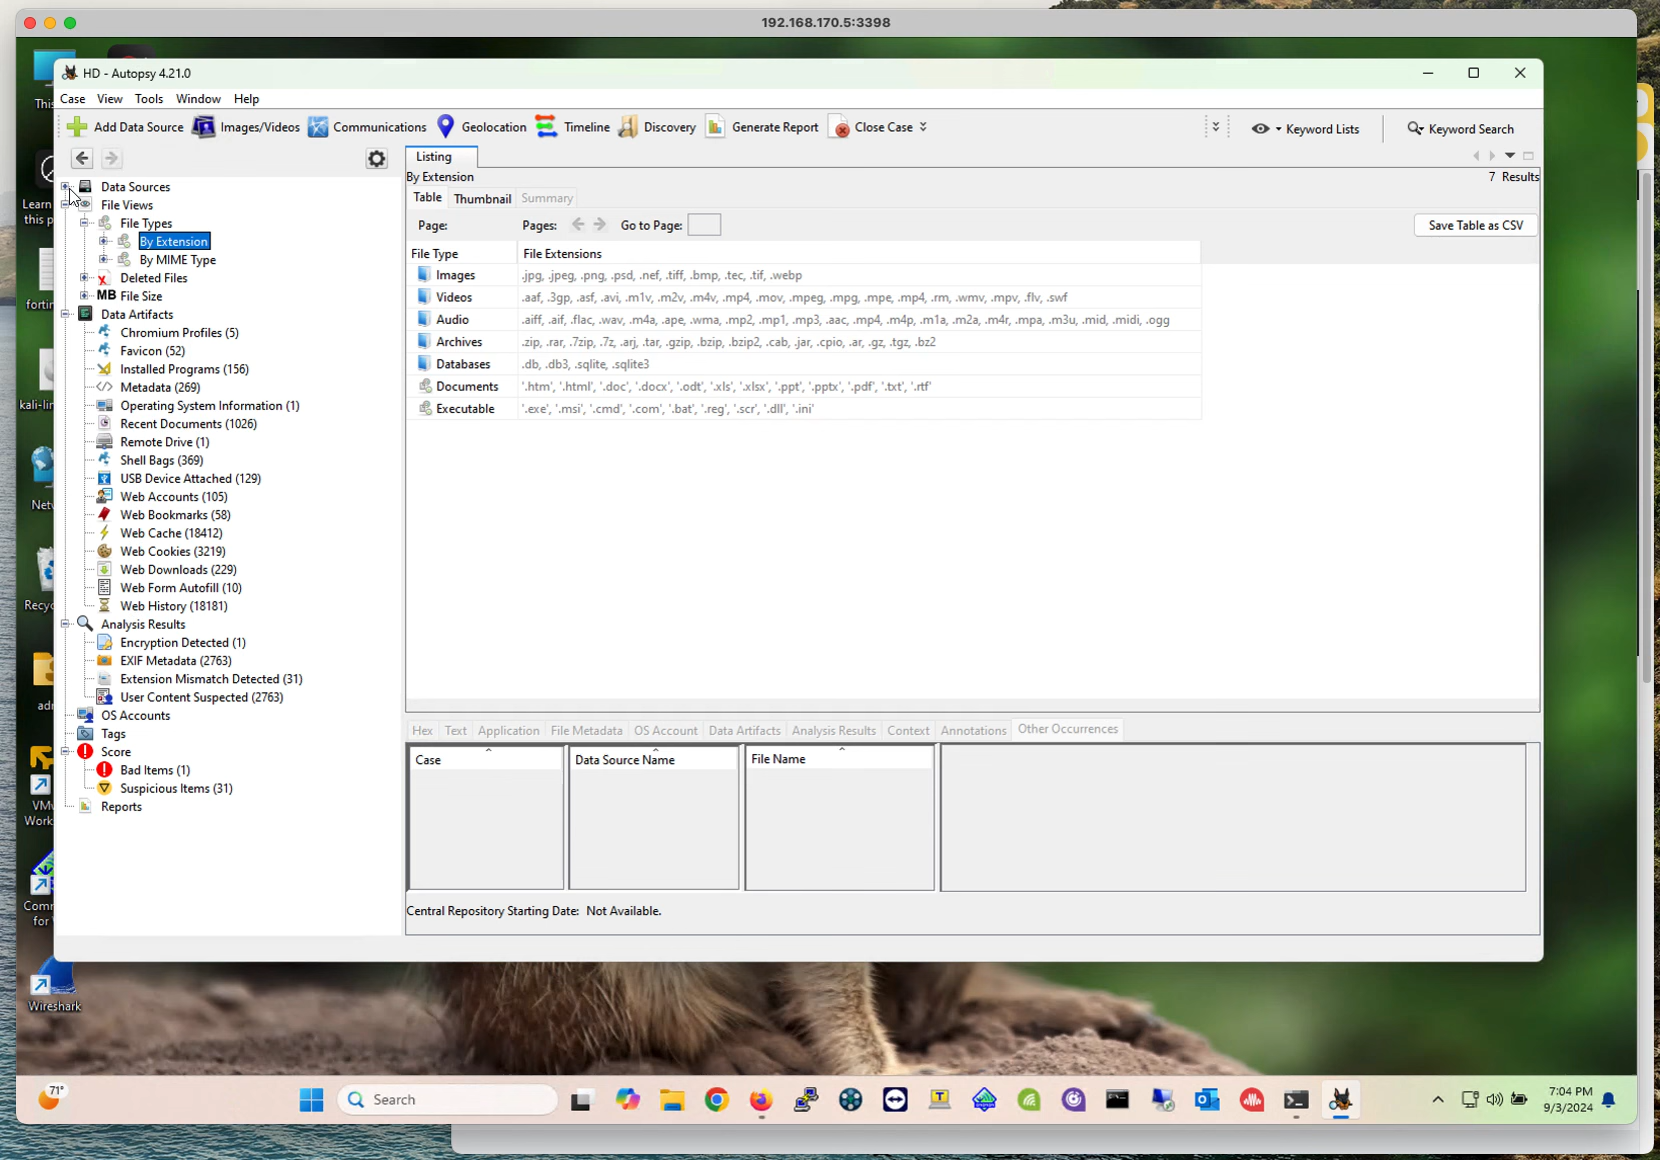 192.168.170.5:3398
HD - Autopsy 4.21.0
Case View Tools Window Help
Add Data Source Images/Videos Communications Geolocation Timeline Discovery Generate Report Close Case Keyword Lists Keyword Search
Listing
By Extension 7 Results
Table Thumbnail Summary
Page: Pages: Go to Page: Save Table as CSV
File Type File Extensions
Images .jpg, .jpeg, .png, .psd, .nef, .tiff, .bmp, .tec, .tif, .webp
Videos .aaf, .3gp, .asf, .avi, .m1v, .m2v, .m4v, .mp4, .mov, .mpeg, .mpg, .mpe, .mp4, .rm, .wmv, .mpv, .flv, .swf
Audio .aiff, .aif, .flac, .wav, .m4a, .ape, .wma, .mp2, .mp1, .mp3, .aac, .mp4, .m4p, .m1a, .m2a, .m4r, .mpa, .m3u, .mid, .midi, .ogg
Archives .zip, .rar, .7zip, .7z, .arj, .tar, .gzip, .bzip, .bzip2, .cab, .jar, .cpio, .ar, .gz, .tgz, .bz2
Databases .db, .db3, .sqlite, .sqlite3
Documents '.htm', '.html', '.doc', '.docx', '.odt', '.xls', '.xlsx', '.ppt', '.pptx', '.pdf', '.txt', '.rtf'
Executable '.exe', '.msi', '.cmd', '.com', '.bat', '.reg', '.scr', '.dll', '.ini'
Data Sources
File Views
File Types
By Extension
By MIME Type
Deleted Files
MB File Size
Data Artifacts
Chromium Profiles (5)
Favicon (52)
Installed Programs (156)
Metadata (269)
Operating System Information (1)
Recent Documents (1026)
Remote Drive (1)
Shell Bags (369)
USB Device Attached (129)
Web Accounts (105)
Web Bookmarks (58)
Web Cache (18412)
Web Cookies (3219)
Web Downloads (229)
Web Form Autofill (10)
Web History (18181)
Analysis Results
Encryption Detected (1)
EXIF Metadata (2763)
Extension Mismatch Detected (31)
User Content Suspected (2763)
OS Accounts
Tags
Score
Bad Items (1)
Suspicious Items (31)
Reports
Hex Text Application File Metadata OS Account Data Artifacts Analysis Results Context Annotations Other Occurrences
Case Data Source Name File Name
Central Repository Starting Date: Not Available.
This
Learn
this p
fortin
kali-lin
Netw
Recyc
adr
VMw
Work
Comm
for
Wireshark
71°
Search
7:04 PM
9/3/2024